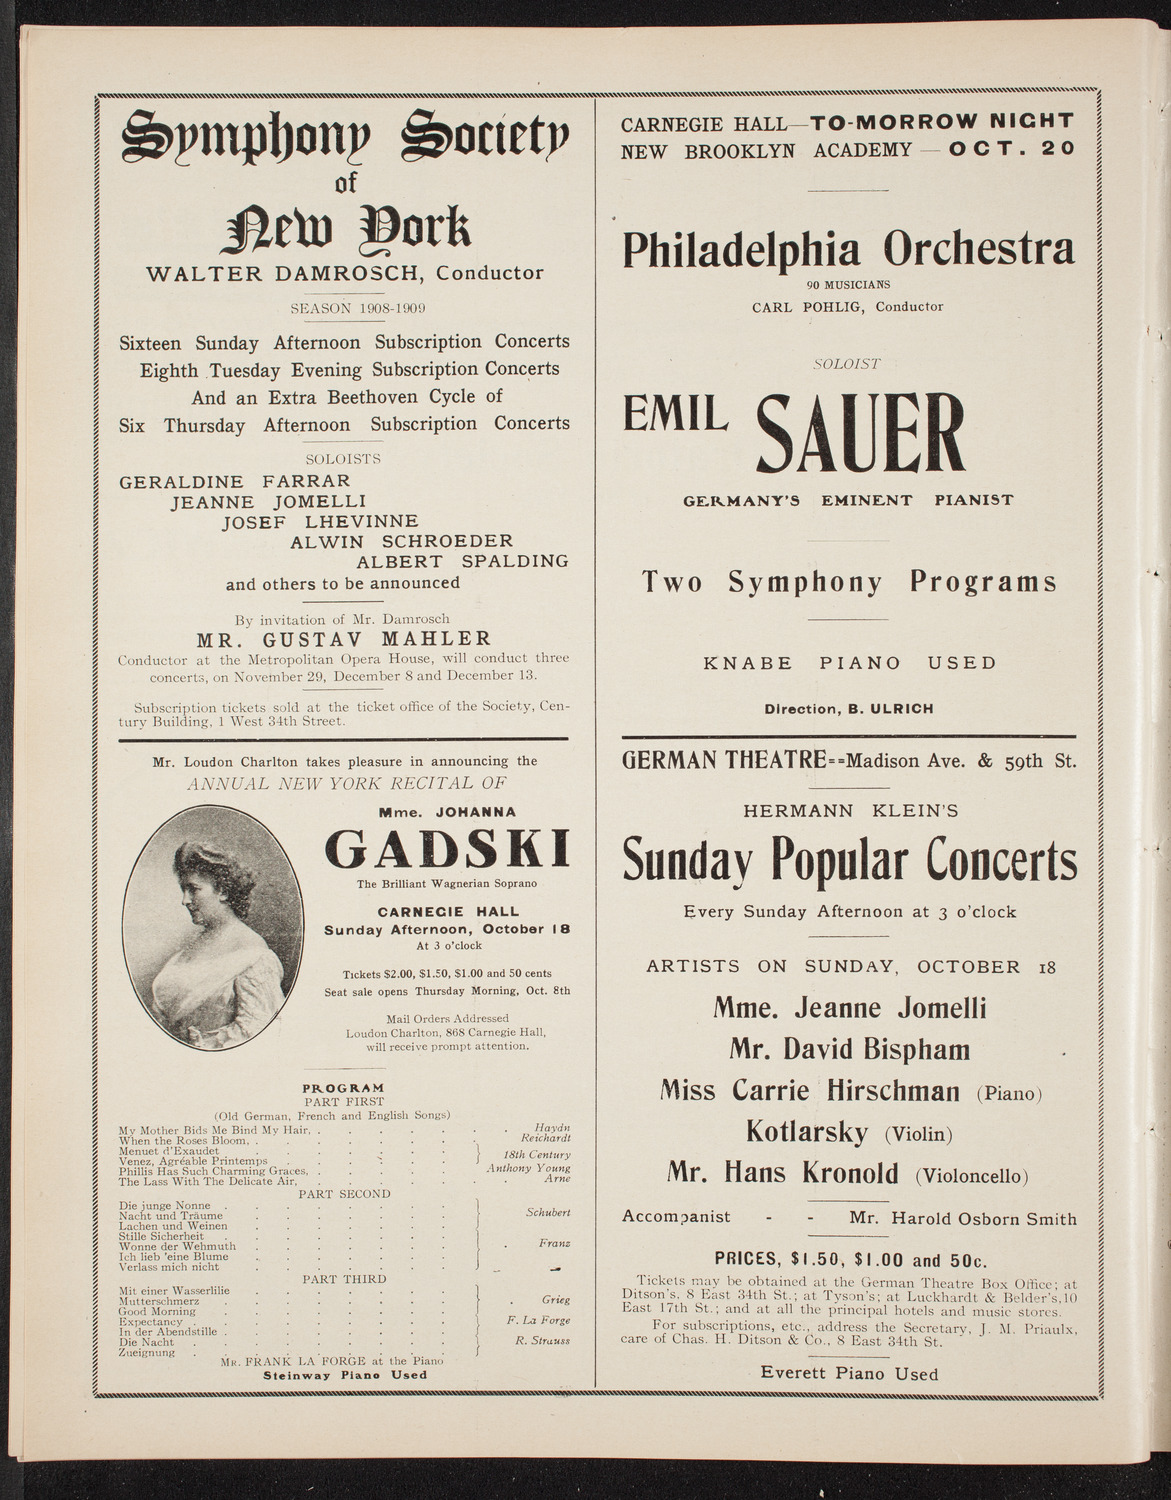 Symphony Society
of
New York
WALTER DAMROSCH, Conductor
SEASON 1908-1909
Sixteen Sunday Afternoon Subscription Concerts
Eighth Tuesday Evening Subscription Concerts
And an Extra Beethoven Cycle of
Six Thursday Afternoon Subscription Concerts
SOLOISTS
GERALDINE FARRAR
JEANNE JOMELLI
JOSEF LHEVINNE
ALWIN SCHROEDER
ALBERT SPALDING
and others to be announced
By invitation of Mr. Damrosch
MR. GUSTAV MAHLER
Conductor at the Metropolitan Opera House, will conduct three
concerts, on November 29, December 8 and December 13.
Subscription tickets sold at the ticket office of the Society, Cen-
tury Building, 1 West 34th Street.
Mr. Loudon Charlton takes pleasure in announcing the
ANNUAL NEW YORK RECITAL OF
Mme. JOHANNA
GADSKI
The Brilliant Wagnerian Soprano
CARNEGIE HALL
Sunday Afternoon, October 18
At 3 o'clock
Tickets $2.00, $1.50, $1.00 and 50 cents
Seat sale opens Thursday Morning, Oct. 8th
Mail Orders Addressed
Loudon Charlton, 868 Carnegie Hall,
will receive prompt attention.
PROGRAM
PART FIRST
(Old German, French and English Songs)
My Mother Bids Me Bind My Hair, . . . . . . . Haydn
When the Roses Bloom, . . . . . . . . Reichardt
Menuet d'Exaudet . . . . . . .
Venez, Agréable Printemps . . . . . . } 18th Century
Phillis Has Such Charming Graces, . . . . . Anthony Young
The Lass With The Delicate Air, . . . . . . Arne
PART SECOND
Die junge Nonne . . . . . . . .
Nacht und Träume . . . . . . . } Schubert
Lachen und Weinen . . . . . . .
Stille Sicherheit . . . . . . . .
Wonne der Wehmuth . . . . . . . } . Franz
Ich lieb 'eine Blume . . . . . . .
Verlass mich nicht . . . . . . .
PART THIRD
Mit einer Wasserlilie . . . . . . .
Mutterschmerz . . . . . . . . } . Grieg
Good Morning . . . . . . . .
Expectancy . . . . . . . . . F. La Forge
In der Abendstille . . . . . . . .
Die Nacht . . . . . . . . . R. Strauss
Zueignung . . . . . . . . .
MR. FRANK LA FORGE at the Piano
Steinway Piano Used
CARNEGIE HALL—TO-MORROW NIGHT
NEW BROOKLYN ACADEMY — OCT. 20
Philadelphia Orchestra
90 MUSICIANS
CARL POHLIG, Conductor
SOLOIST
EMIL SAUER
GERMANY'S EMINENT PIANIST
Two Symphony Programs
KNABE PIANO USED
Direction, B. ULRICH
GERMAN THEATRE==Madison Ave. & 59th St.
HERMANN KLEIN'S
Sunday Popular Concerts
Every Sunday Afternoon at 3 o'clock
ARTISTS ON SUNDAY, OCTOBER 18
Mme. Jeanne Jomelli
Mr. David Bispham
Miss Carrie Hirschman (Piano)
Kotlarsky (Violin)
Mr. Hans Kronold (Violoncello)
Accompanist - - Mr. Harold Osborn Smith
PRICES, $1.50, $1.00 and 50c.
Tickets may be obtained at the German Theatre Box Office; at
Ditson's, 8 East 34th St.; at Tyson's; at Luckhardt & Belder's, 10
East 17th St.; and at all the principal hotels and music stores.
For subscriptions, etc., address the Secretary, J. M. Priaulx,
care of Chas. H. Ditson & Co., 8 East 34th St.
Everett Piano Used